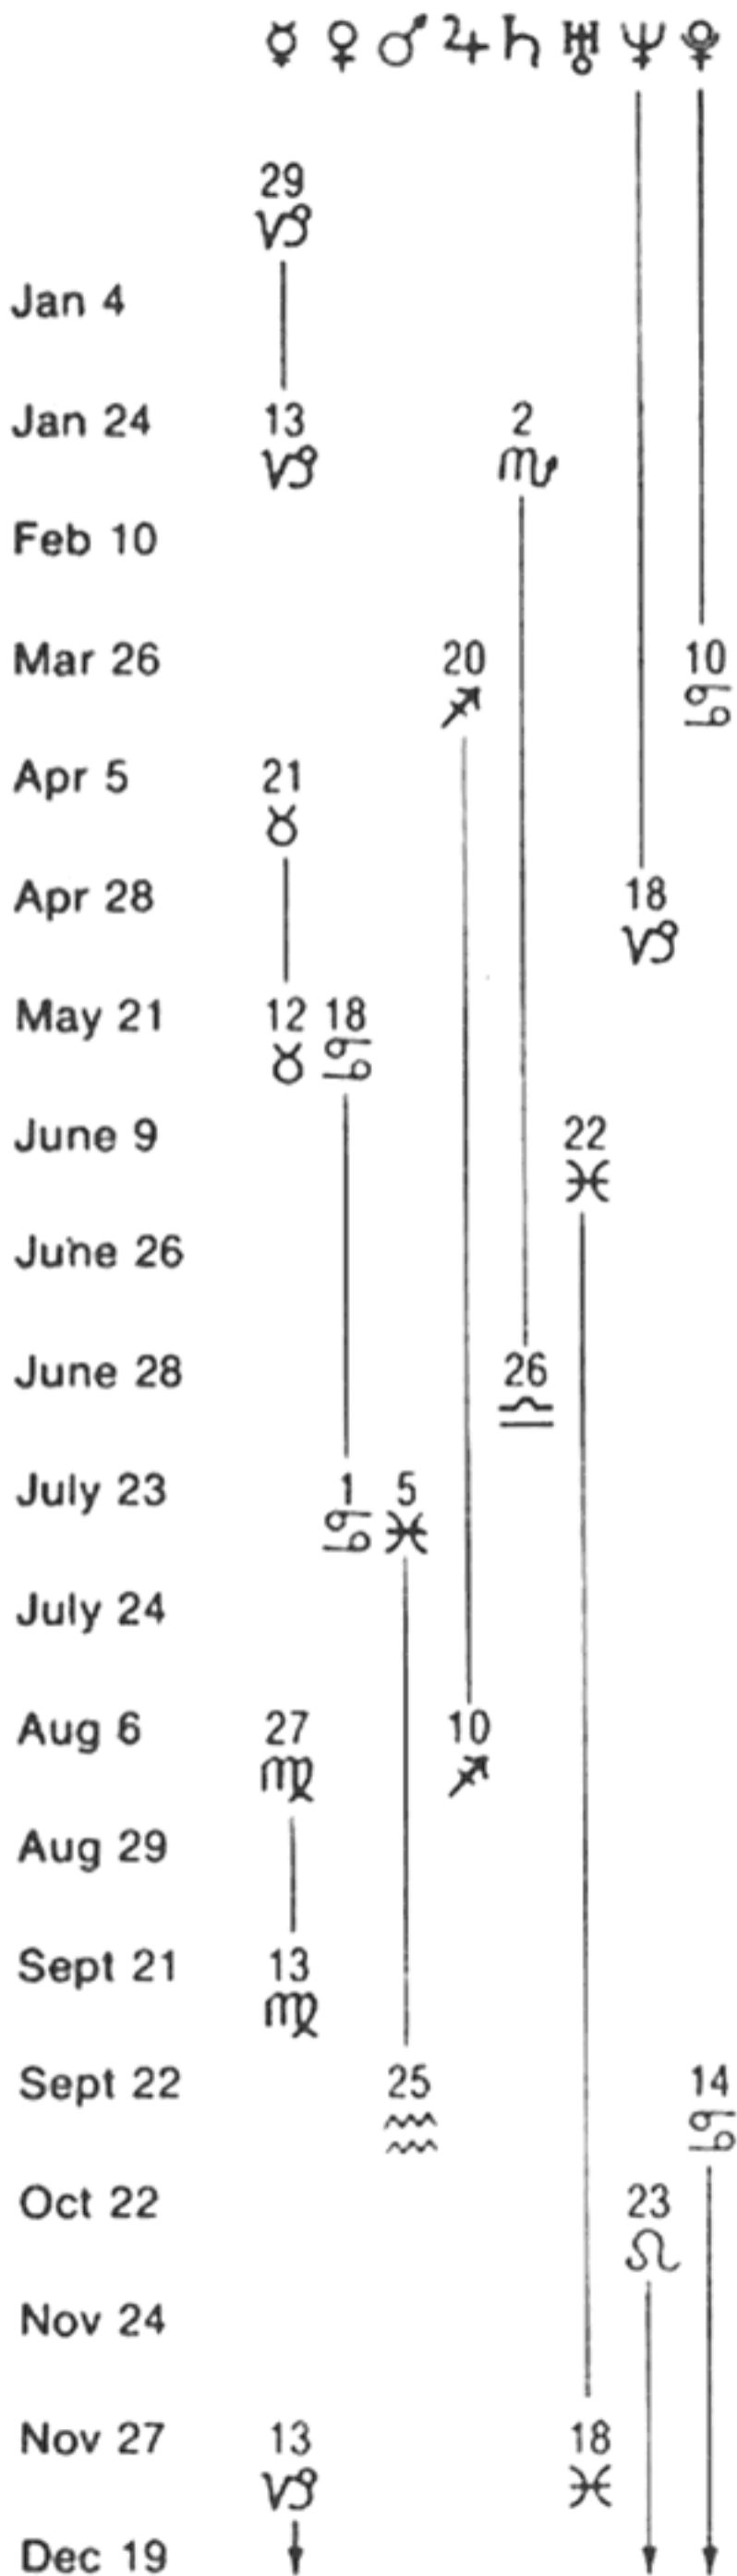 ☿ ♀ ♂ ♃ ♄ ♅ ♆ ♇
29
♑
Jan 4
Jan 24 13 2
♑ ♏
Feb 10
Mar 26 20 10
♐ ♋
Apr 5 21
♉
Apr 28 18
♑
May 21 12 18
♉ ♋
June 9 22
♓
June 26
June 28 26
♎
July 23 1 5
♋ ♓
July 24
Aug 6 27 10
♍ ♐
Aug 29
Sept 21 13
♍
Sept 22 25 14
♒ ♋
Oct 22 23
♌
Nov 24
Nov 27 13 18
♑ ♓
Dec 19